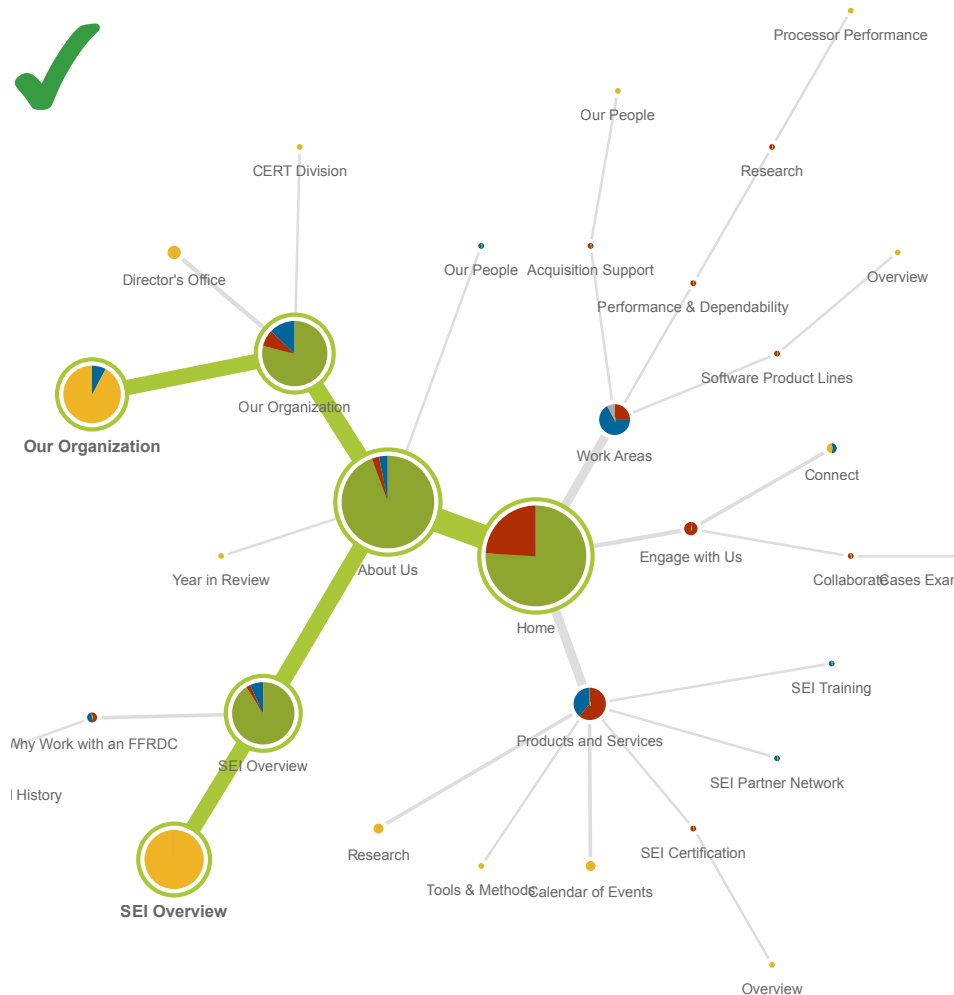 Processor Performance
Our People
CERT Division
Research
Director's Office
Our People
Acquisition Support
Overview
Performance & Dependability
Software Product Lines
Our Organization
Our Organization
Work Areas
Connect
Engage with Us
About Us
Year in Review
Collaborate
Cases Exar
Home
SEI Training
Why Work with an FFRDC
Products and Services
SEI Overview
SEI Partner Network
l History
Research
SEI Certification
Tools & Methods
Calendar of Events
SEI Overview
Overview